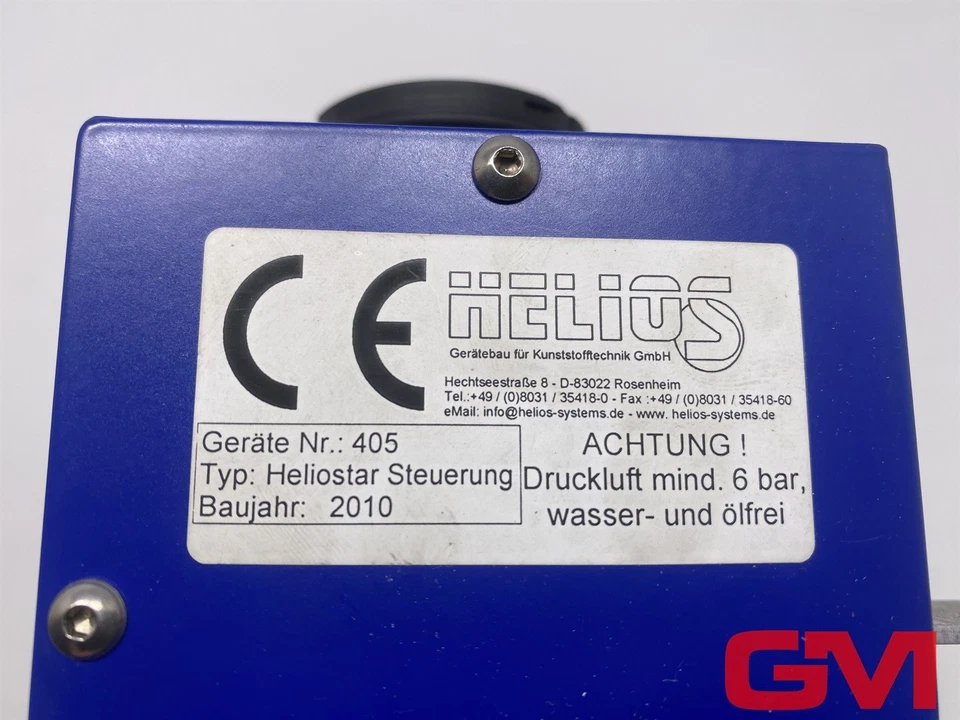 CE
HELIOS
Gerätebau für Kunststofftechnik GmbH
Hechtseestraße 8 - D-83022 Rosenheim
Tel.:+49 / (0)8031 / 35418-0 - Fax :+49 / (0)8031 / 35418-60
eMail: info@helios-systems.de - www. helios-systems.de
Geräte Nr.: 405
Typ: Heliostar Steuerung
Baujahr: 2010
ACHTUNG !
Druckluft mind. 6 bar,
wasser- und ölfrei
GM